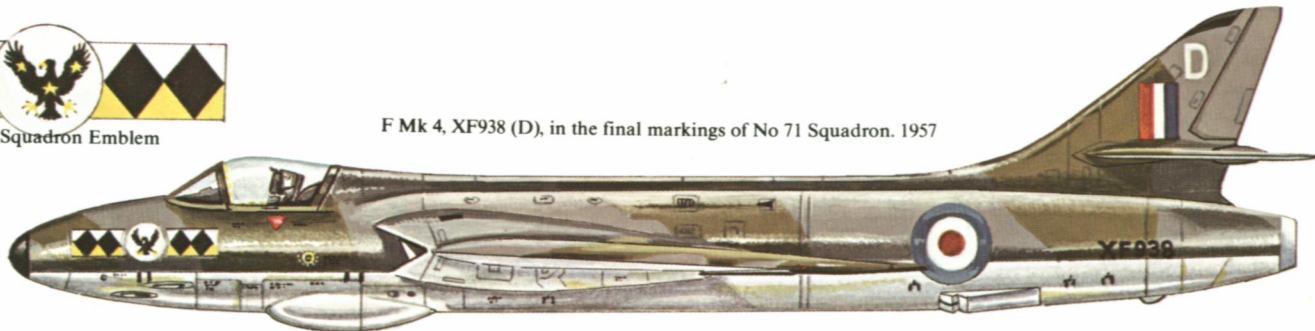 Squadron Emblem
F Mk 4, XF938 (D), in the final markings of No 71 Squadron. 1957
D
XF938